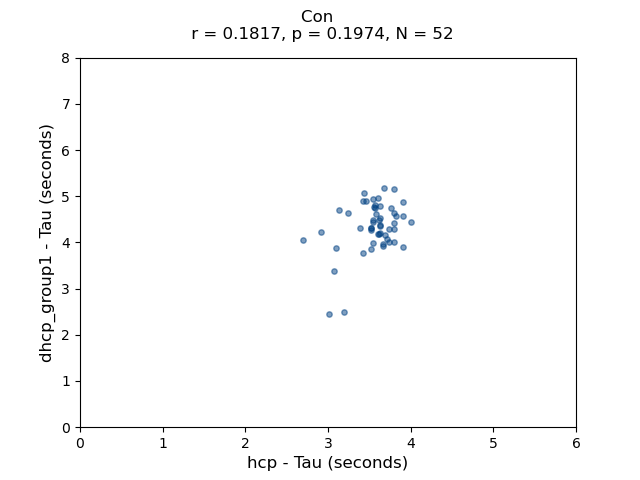 Con
r = 0.1817, p = 0.1974, N = 52
8
7
6
5
4
3
2
1
0
dhcp_group1 - Tau (seconds)
0 1 2 3 4 5 6
hcp - Tau (seconds)